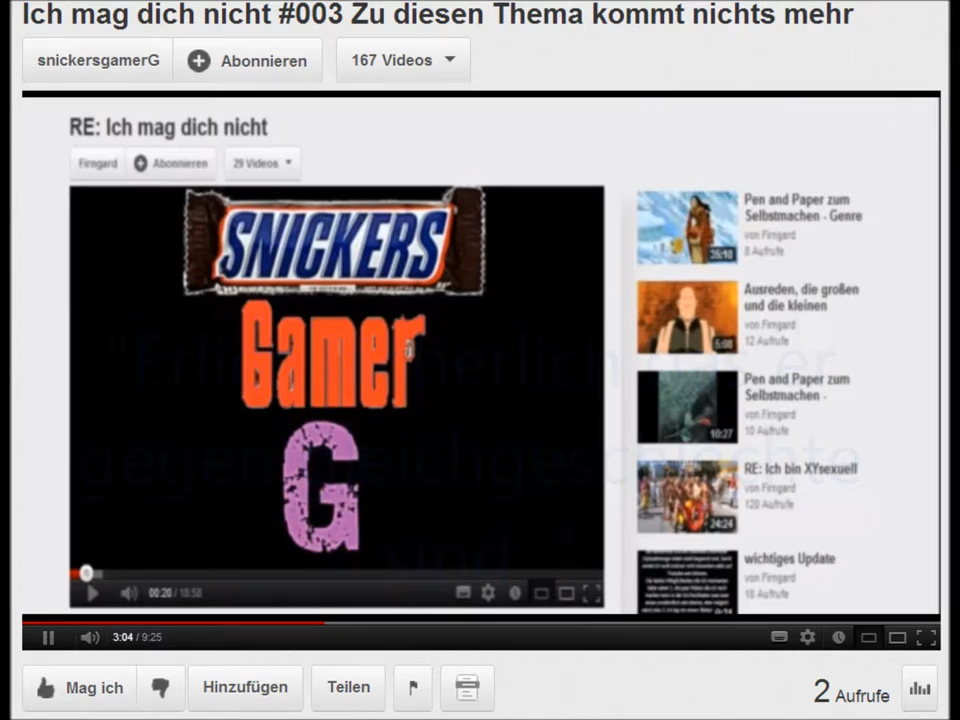 Ich mag dich nicht #003 Zu diesen Thema kommt nichts mehr
snickersgamerG
Abonnieren
167 Videos
RE: Ich mag dich nicht
Firngard
Abonnieren
29 Videos
SNICKERS
Gamer
G
00:20 / 18:58
Pen and Paper zum
Selbstmachen - Genre
von Firngard
8 Aufrufe
35:18
Ausreden, die großen
und die kleinen
von Firngard
12 Aufrufe
5:08
Pen and Paper zum
Selbstmachen -
von Firngard
10 Aufrufe
10:27
RE: Ich bin XYsexuell
von Firngard
120 Aufrufe
24:24
wichtiges Update
von Firngard
18 Aufrufe
3:04 / 9:25
Mag ich
Hinzufügen
Teilen
2 Aufrufe